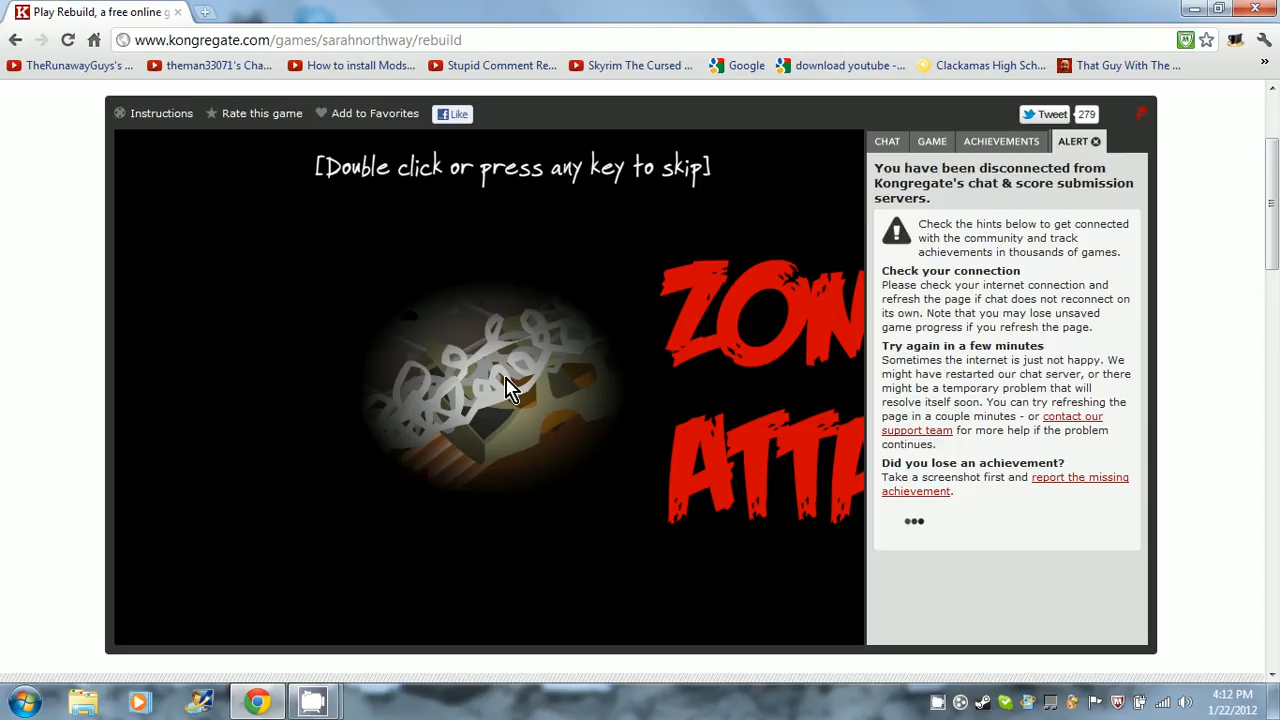 Play Rebuild, a free online g
www.kongregate.com/games/sarahnorthway/rebuild
TheRunawayGuys's ... theman33071's Cha... How to install Mods... Stupid Comment Re... Skyrim The Cursed ... Google download youtube -... Clackamas High Sch... That Guy With The ... »
Instructions Rate this game Add to Favorites Like Tweet 279
[Double click or press any key to skip]
ZOM
ATTA
CHAT GAME ACHIEVEMENTS ALERT
You have been disconnected from
Kongregate's chat & score submission
servers.
Check the hints below to get connected
with the community and track
achievements in thousands of games.
Check your connection
Please check your internet connection and
refresh the page if chat does not reconnect on
its own. Note that you may lose unsaved
game progress if you refresh the page.
Try again in a few minutes
Sometimes the internet is just not happy. We
might have restarted our chat server, or there
might be a temporary problem that will
resolve itself soon. You can try refreshing the
page in a couple minutes - or contact our
support team for more help if the problem
continues.
Did you lose an achievement?
Take a screenshot first and report the missing
achievement.
4:12 PM
1/22/2012